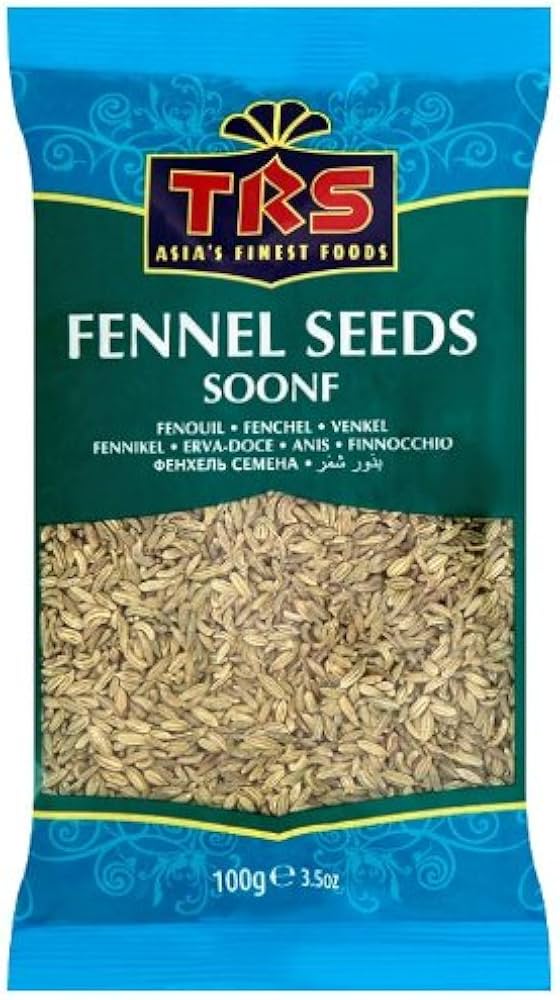 TRS
ASIA'S FINEST FOODS
FENNEL SEEDS
SOONF
FENOUIL • FENCHEL • VENKEL
FENNIKEL • ERVA-DOCE • ANIS • FINNOCCHIO
ФЕНХЕЛЬ СЕМЕНА • بذور شمر
100g ℮ 3.5oz